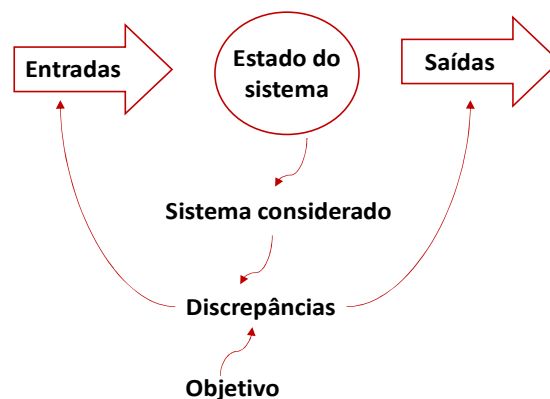 Entradas
Estado do
sistema
Saídas
Sistema considerado
Discrepâncias
Objetivo